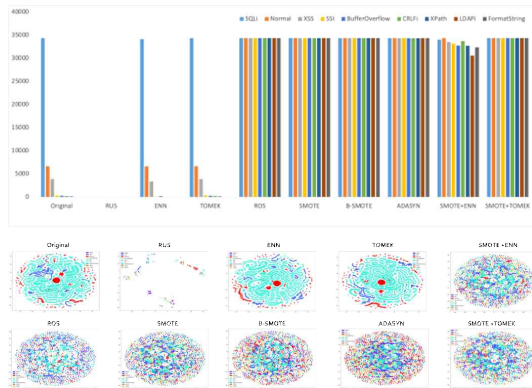 SQLi Normal XSS SSI BufferOverflow CRLFi XPath LDAPi FormatString
40000
35000
30000
25000
20000
15000
10000
5000
0
Original RUS ENN TOMEK ROS SMOTE B-SMOTE ADASYN SMOTE+ENN SMOTE+TOMEK
Original RUS ENN TOMEK SMOTE+ENN
ROS SMOTE B-SMOTE ADASYN SMOTE+TOMEK